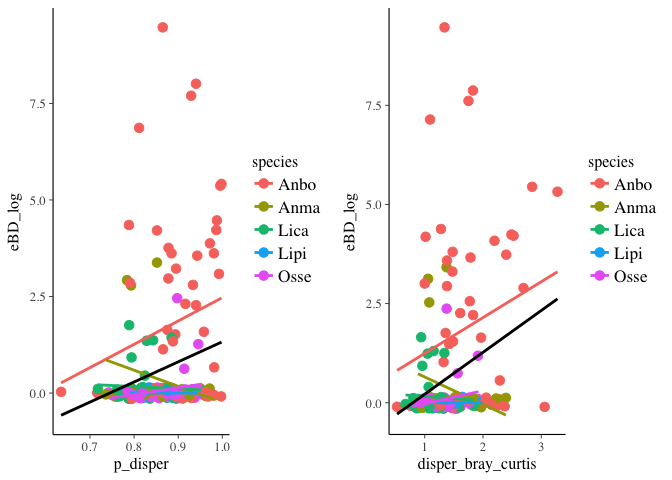 eBD_log
7.5
5.0
2.5
0.0
0.7 0.8 0.9 1.0
p_disper
species
Anbo
Anma
Lica
Lipi
Osse
eBD_log
7.5
5.0
2.5
0.0
1 2 3
disper_bray_curtis
species
Anbo
Anma
Lica
Lipi
Osse